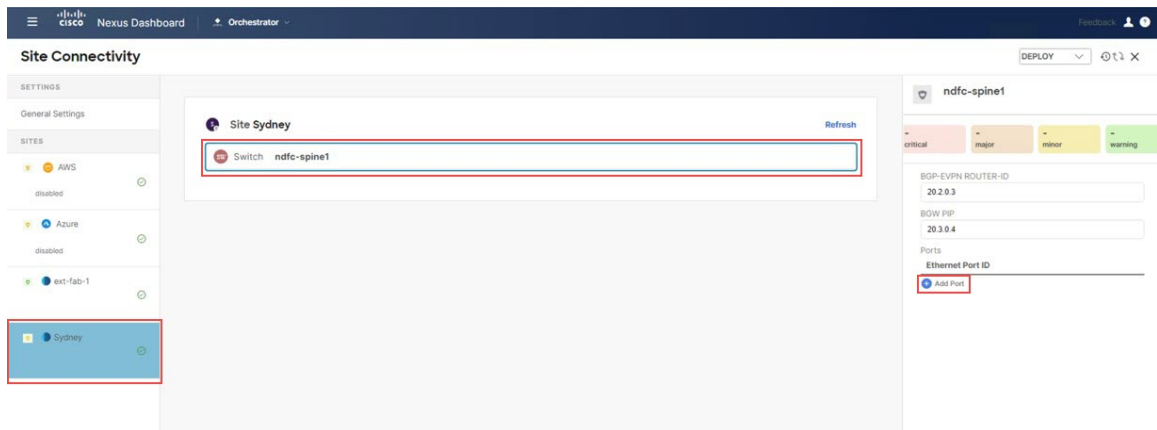 cisco Nexus Dashboard Orchestrator Feedback
Site Connectivity DEPLOY
SETTINGS
General Settings
SITES
AWS
disabled
Azure
disabled
ext-fab-1
Sydney
Site Sydney Refresh
Switch ndfc-spine1
ndfc-spine1
- - - -
critical major minor warning
BGP-EVPN ROUTER-ID
20.2.0.3
BGW PIP
20.3.0.4
Ports
Ethernet Port ID
Add Port